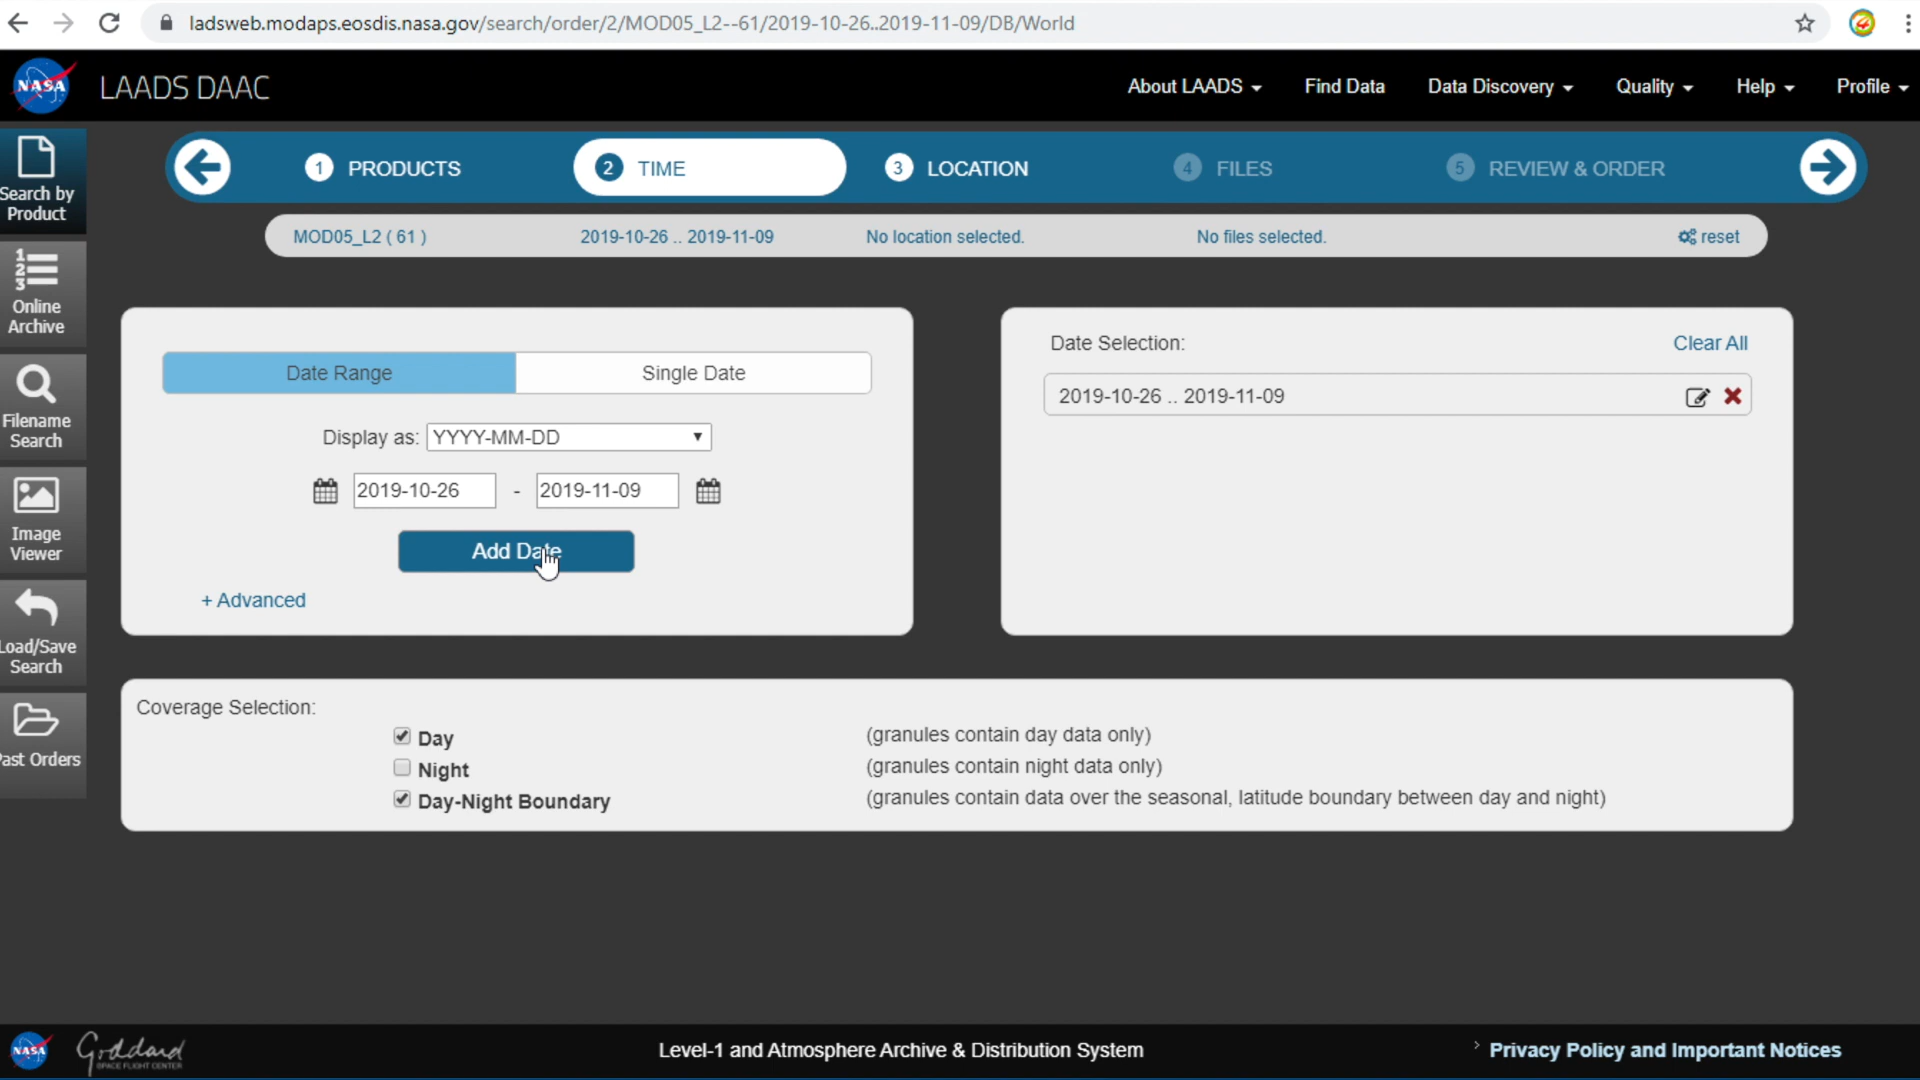 ladsweb.modaps.eosdis.nasa.gov/search/order/2/MOD05_L2--61/2019-10-26..2019-11-09/DB/World
NASA LAADS DAAC About LAADS Find Data Data Discovery Quality Help Profile
1 PRODUCTS 2 TIME 3 LOCATION 4 FILES 5 REVIEW & ORDER
MOD05_L2 ( 61 ) 2019-10-26 .. 2019-11-09 No location selected. No files selected. reset
Search by
Product
1
2
3
Online
Archive
Filename
Search
Image
Viewer
Load/Save
Search
Past Orders
Date Range Single Date
Display as: YYYY-MM-DD
2019-10-26 - 2019-11-09
Add Date
+ Advanced
Date Selection: Clear All
2019-10-26 .. 2019-11-09
Coverage Selection:
Day (granules contain day data only)
Night (granules contain night data only)
Day-Night Boundary (granules contain data over the seasonal, latitude boundary between day and night)
NASA Goddard
SPACE FLIGHT CENTER
Level-1 and Atmosphere Archive & Distribution System
> Privacy Policy and Important Notices